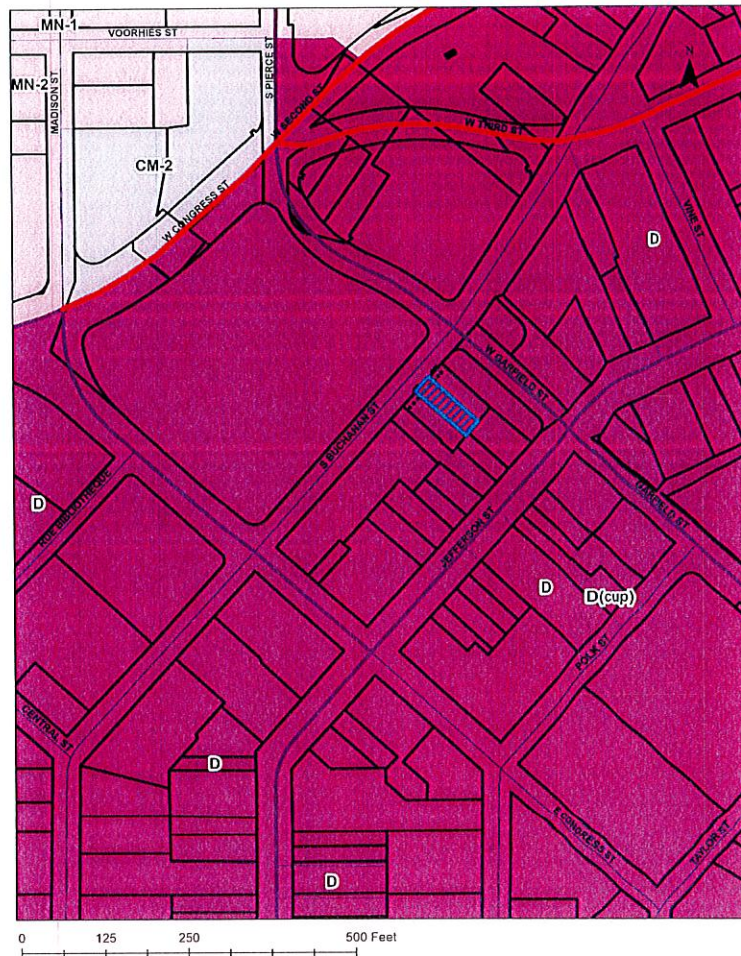 MN-1
VOORHIES ST
S PIERCE ST
MN-2
MADISON ST
W SECOND ST
N
W THIRD ST
CM-2
W CONGRESS ST
VINE ST
D
W GARFIELD ST
S BUCHANAN ST
RUE BIBLIOTHEQUE
D
GARFIELD ST
JEFFERSON ST
D
D(cup)
POLK ST
CENTRAL ST
D
E CONGRESS ST
TAYLOR ST
D
0 125 250 500 Feet